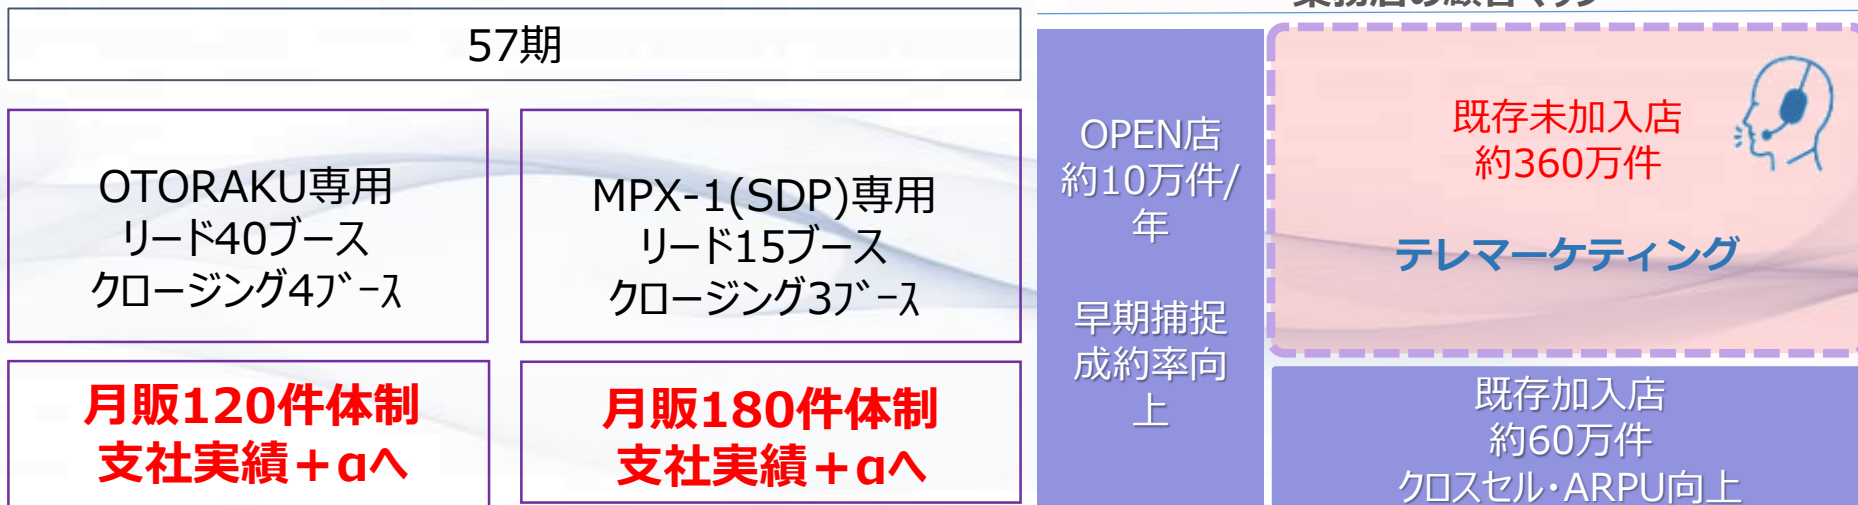 57期
OTORAKU専用
リード40ブース
クロージング4ブース
月販120件体制
支社実績＋αへ
MPX-1(SDP)専用
リード15ブース
クロージング3ブース
月販180件体制
支社実績＋αへ
OPEN店
約10万件/
年
早期捕捉
成約率向
上
既存未加入店
約360万件
テレマーケティング
既存加入店
約60万件
クロスセル・ARPU向上